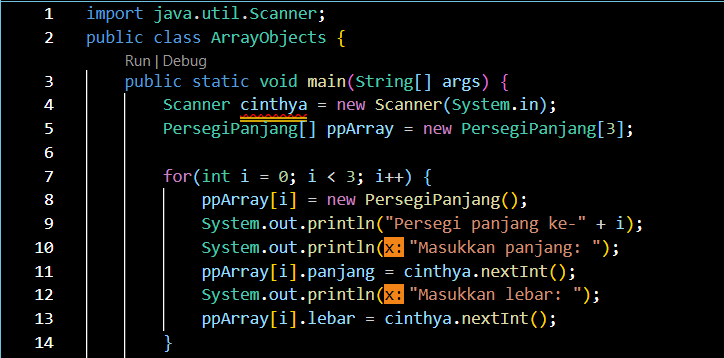 1 import java.util.Scanner;
2 public class ArrayObjects {
Run | Debug
3 public static void main(String[] args) {
4 Scanner cinthya = new Scanner(System.in);
5 PersegiPanjang[] ppArray = new PersegiPanjang[3];
6
7 for(int i = 0; i < 3; i++) {
8 ppArray[i] = new PersegiPanjang();
9 System.out.println("Persegi panjang ke-" + i);
10 System.out.println(x: "Masukkan panjang: ");
11 ppArray[i].panjang = cinthya.nextInt();
12 System.out.println(x: "Masukkan lebar: ");
13 ppArray[i].lebar = cinthya.nextInt();
14 }